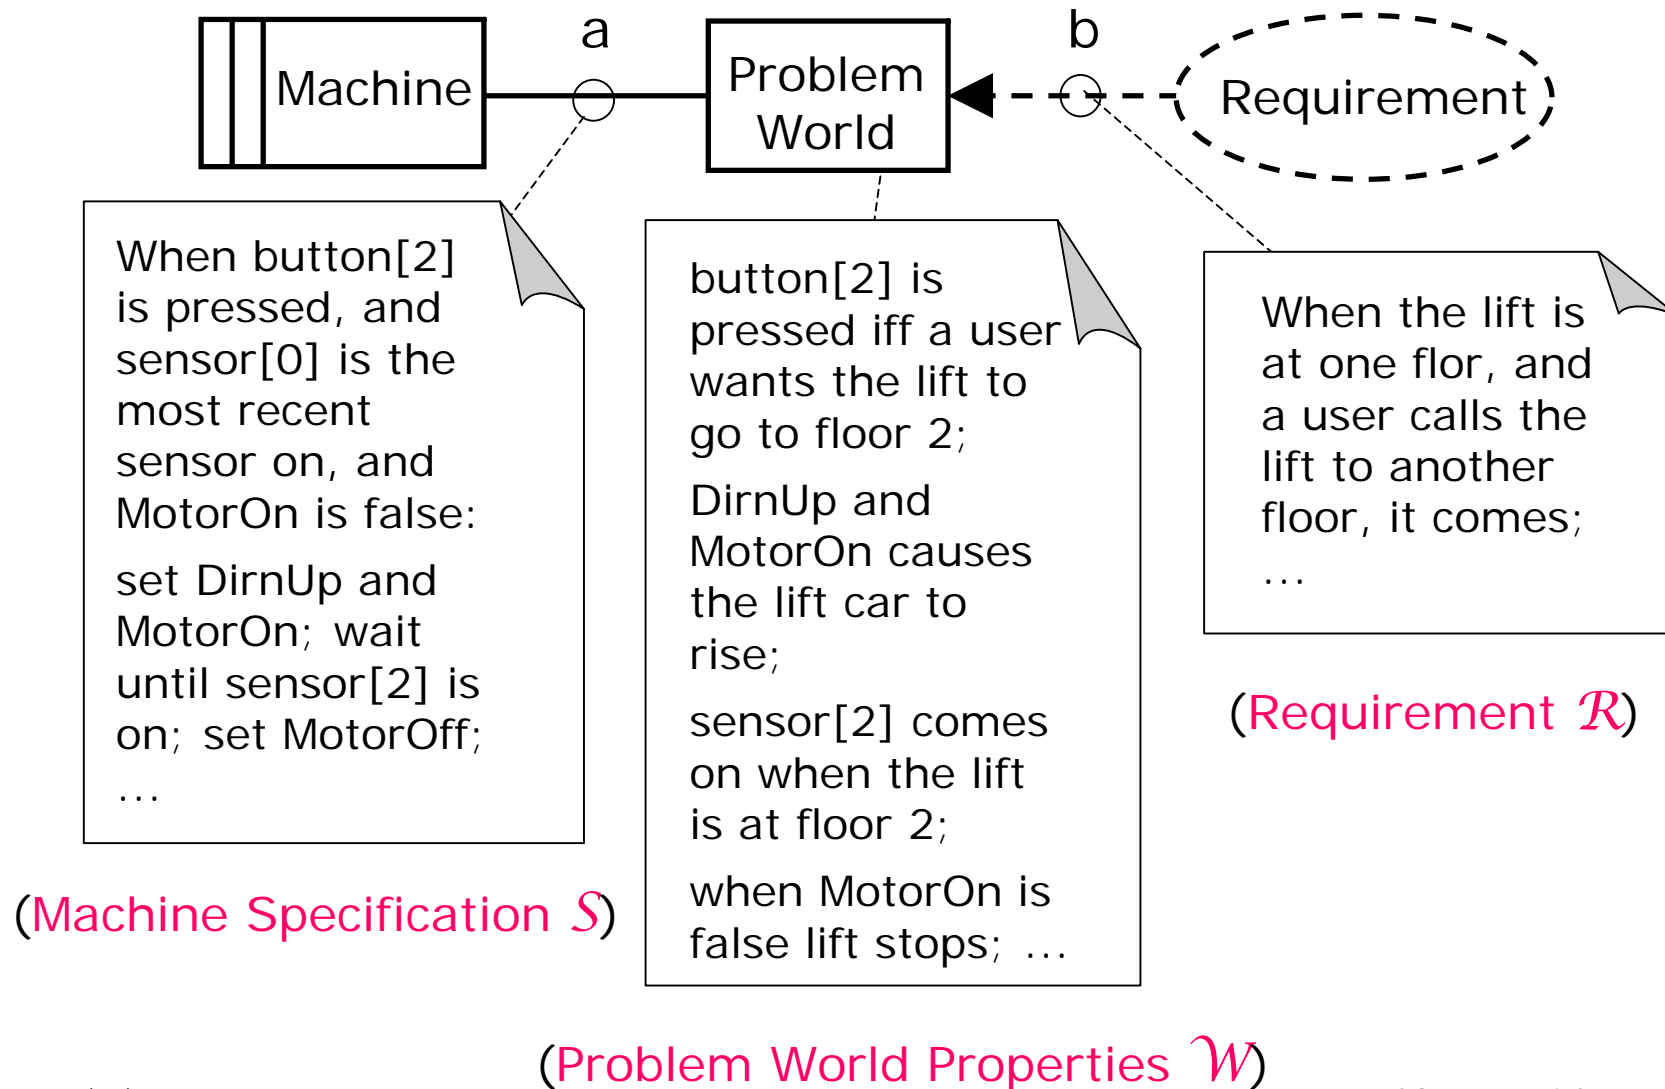 a
b
Machine
Problem
World
Requirement
When button[2]
is pressed, and
sensor[0] is the
most recent
sensor on, and
MotorOn is false:
set DirnUp and
MotorOn; wait
until sensor[2] is
on; set MotorOff;
...
(Machine Specification S)
button[2] is
pressed iff a user
wants the lift to
go to floor 2;
DirnUp and
MotorOn causes
the lift car to
rise;
sensor[2] comes
on when the lift
is at floor 2;
when MotorOn is
false lift stops; ...
(Problem World Properties W)
When the lift is
at one flor, and
a user calls the
lift to another
floor, it comes;
...
(Requirement R)